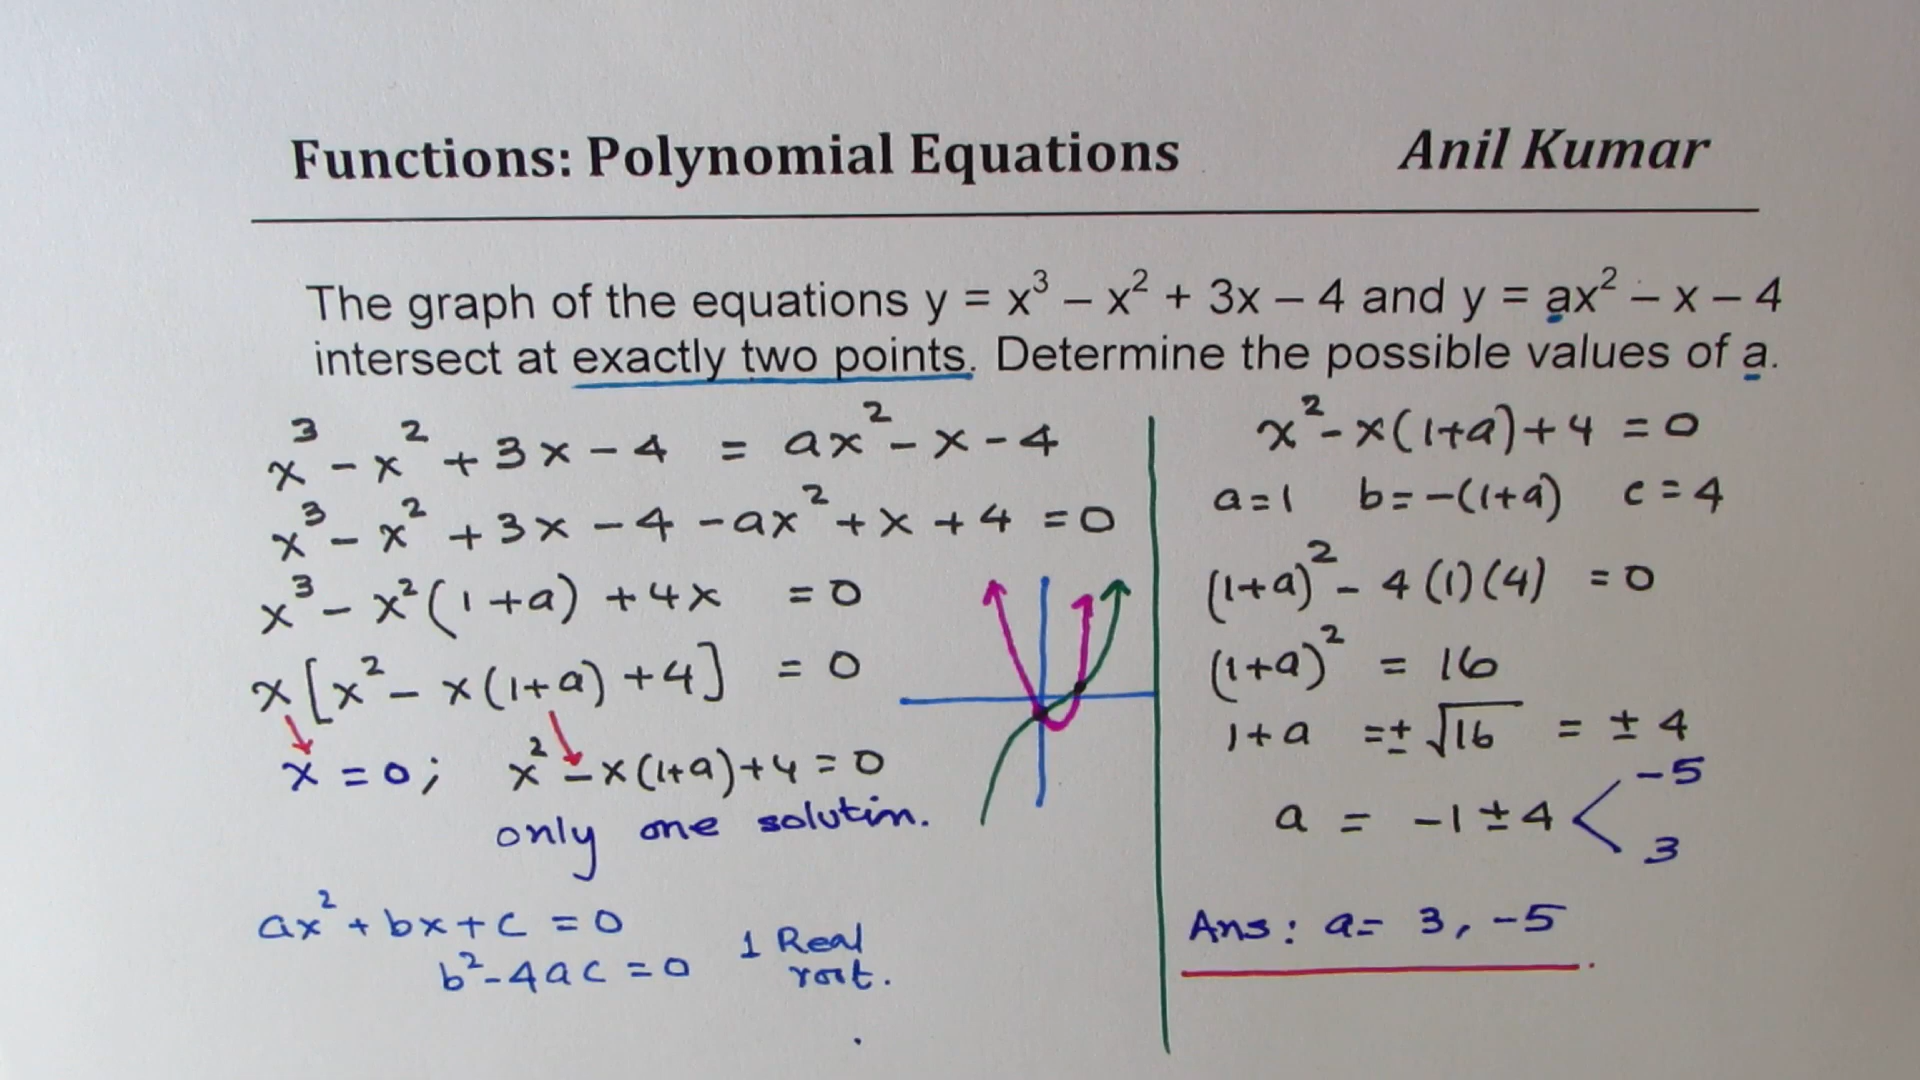 Functions: Polynomial Equations Anil Kumar
The graph of the equations y = x³ – x² + 3x – 4 and y = ax² – x – 4
intersect at exactly two points. Determine the possible values of a.
x³ - x² + 3x - 4 = ax² - x - 4
x³ - x² + 3x - 4 - ax² + x + 4 = 0
x³ - x²(1+a) + 4x = 0
x[x² - x(1+a) + 4] = 0
x = 0; x² - x(1+a) + 4 = 0
only one solutin.
ax² + bx + c = 0
b² - 4ac = 0
1 Real
root.
x² - x(1+a) + 4 = 0
a = 1 b = -(1+a) c = 4
(1+a)² - 4(1)(4) = 0
(1+a)² = 16
1+a = ± √16 = ± 4
a = -1 ± 4 < -5
3
Ans: a = 3, -5